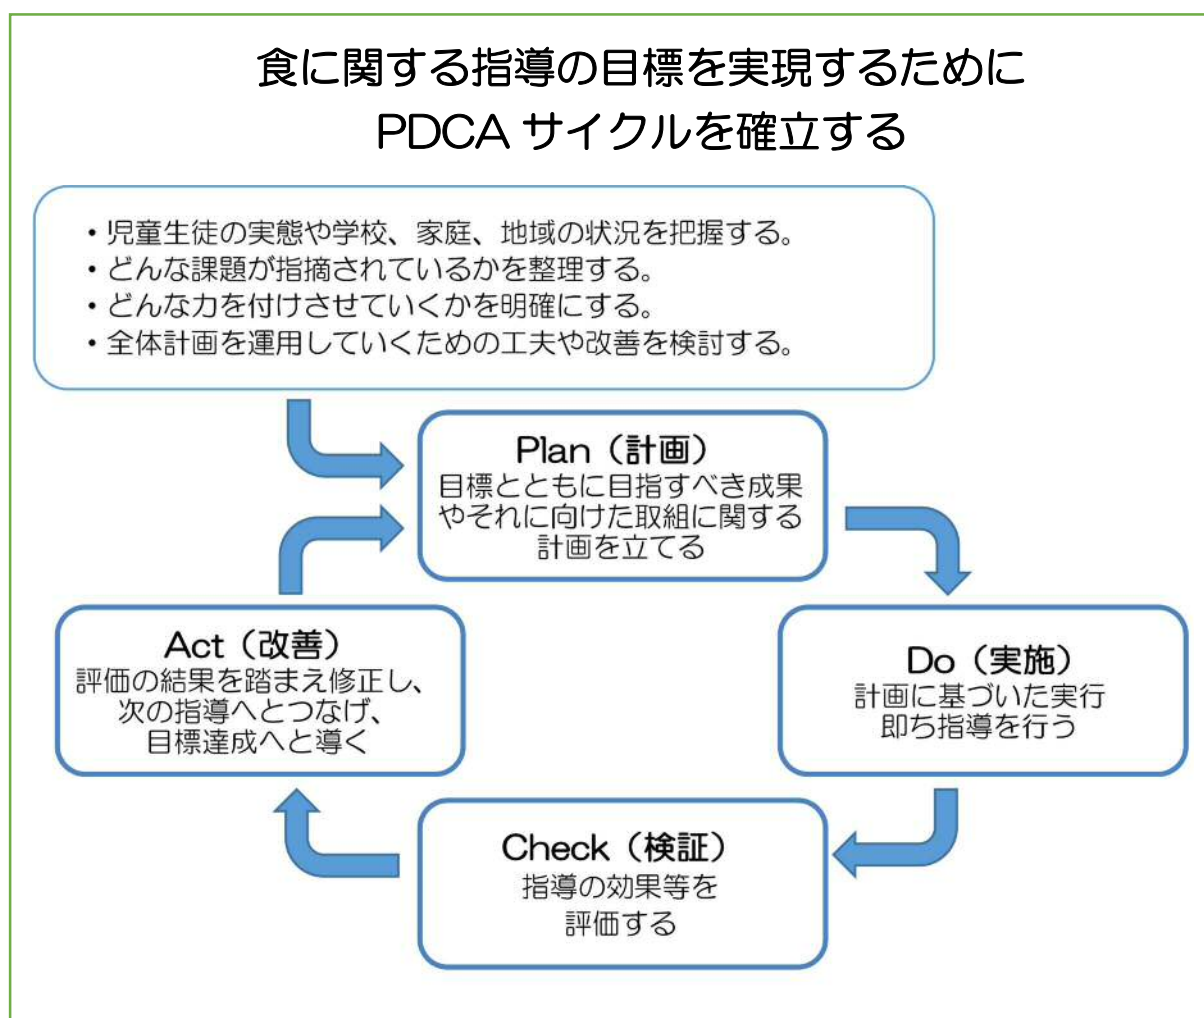 食に関する指導の目標を実現するために
PDCA サイクルを確立する
・児童生徒の実態や学校、家庭、地域の状況を把握する。
・どんな課題が指摘されているかを整理する。
・どんな力を付けさせていくかを明確にする。
・全体計画を運用していくための工夫や改善を検討する。
Plan（計画）
目標とともに目指すべき成果
やそれに向けた取組に関する
計画を立てる
Do（実施）
計画に基づいた実行
即ち指導を行う
Check（検証）
指導の効果等を
評価する
Act（改善）
評価の結果を踏まえ修正し、
次の指導へとつなげ、
目標達成へと導く